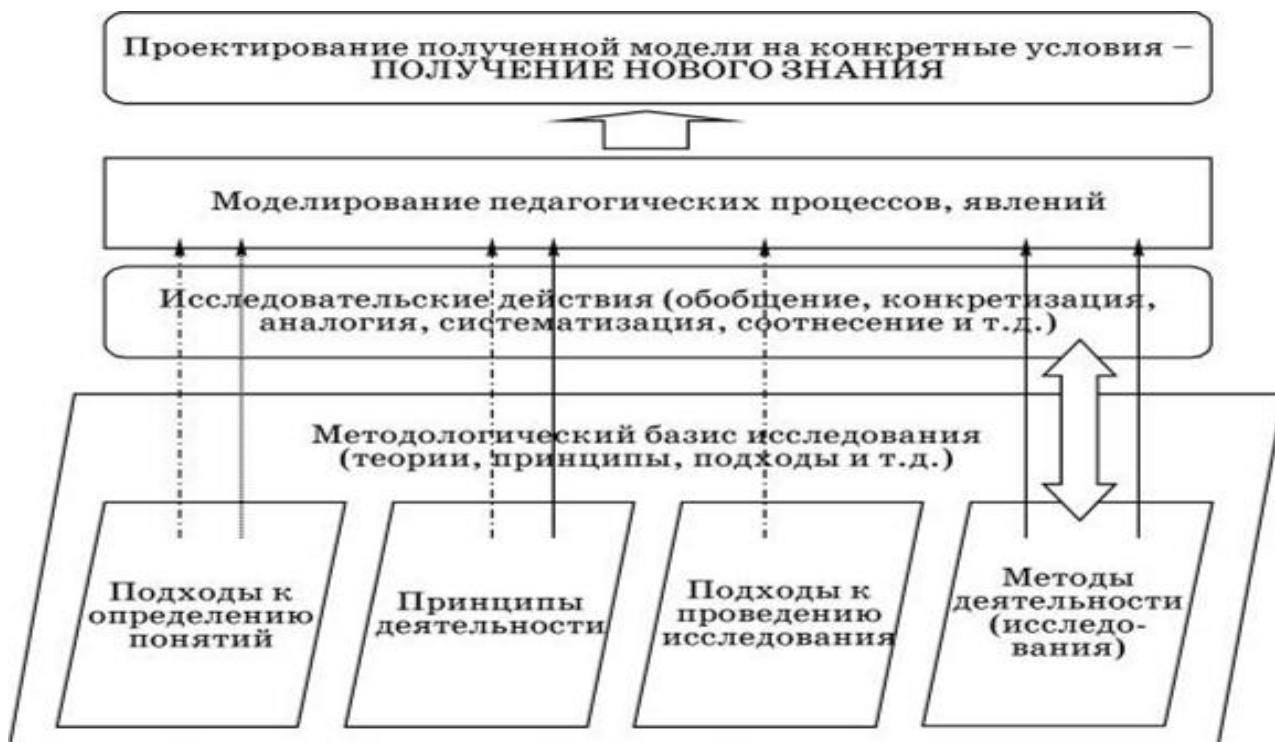 Проектирование полученной модели на конкретные условия –
ПОЛУЧЕНИЕ НОВОГО ЗНАНИЯ
Моделирование педагогических процессов, явлений
Исследовательские действия (обобщение, конкретизация,
аналогия, систематизация, соотнесение и т.д.)
Методологический базис исследования
(теории, принципы, подходы и т.д.)
Подходы к
определению
понятий
Принципы
деятельности
Подходы к
проведению
исследования
Методы
деятельности
(исследо-
вания)